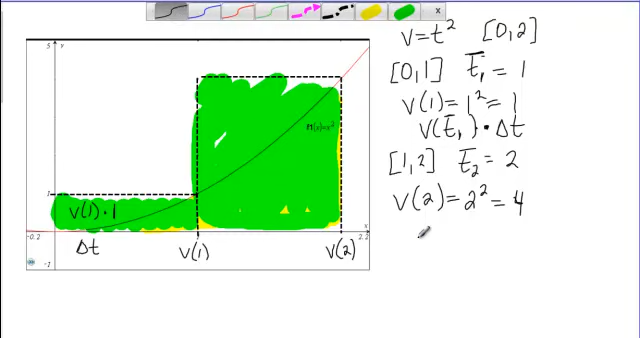 x
v=t² [0,2]
[0,1] t̄₁ = 1
v(1)=1²=1
v(t̄₁)·Δt
[1,2] t̄₂ = 2
v(2)=2²=4
5
y
f1(x)=x²
1
v(1)·1
x
-0.2
Δt
v(1)
v(2)
2.2
-1